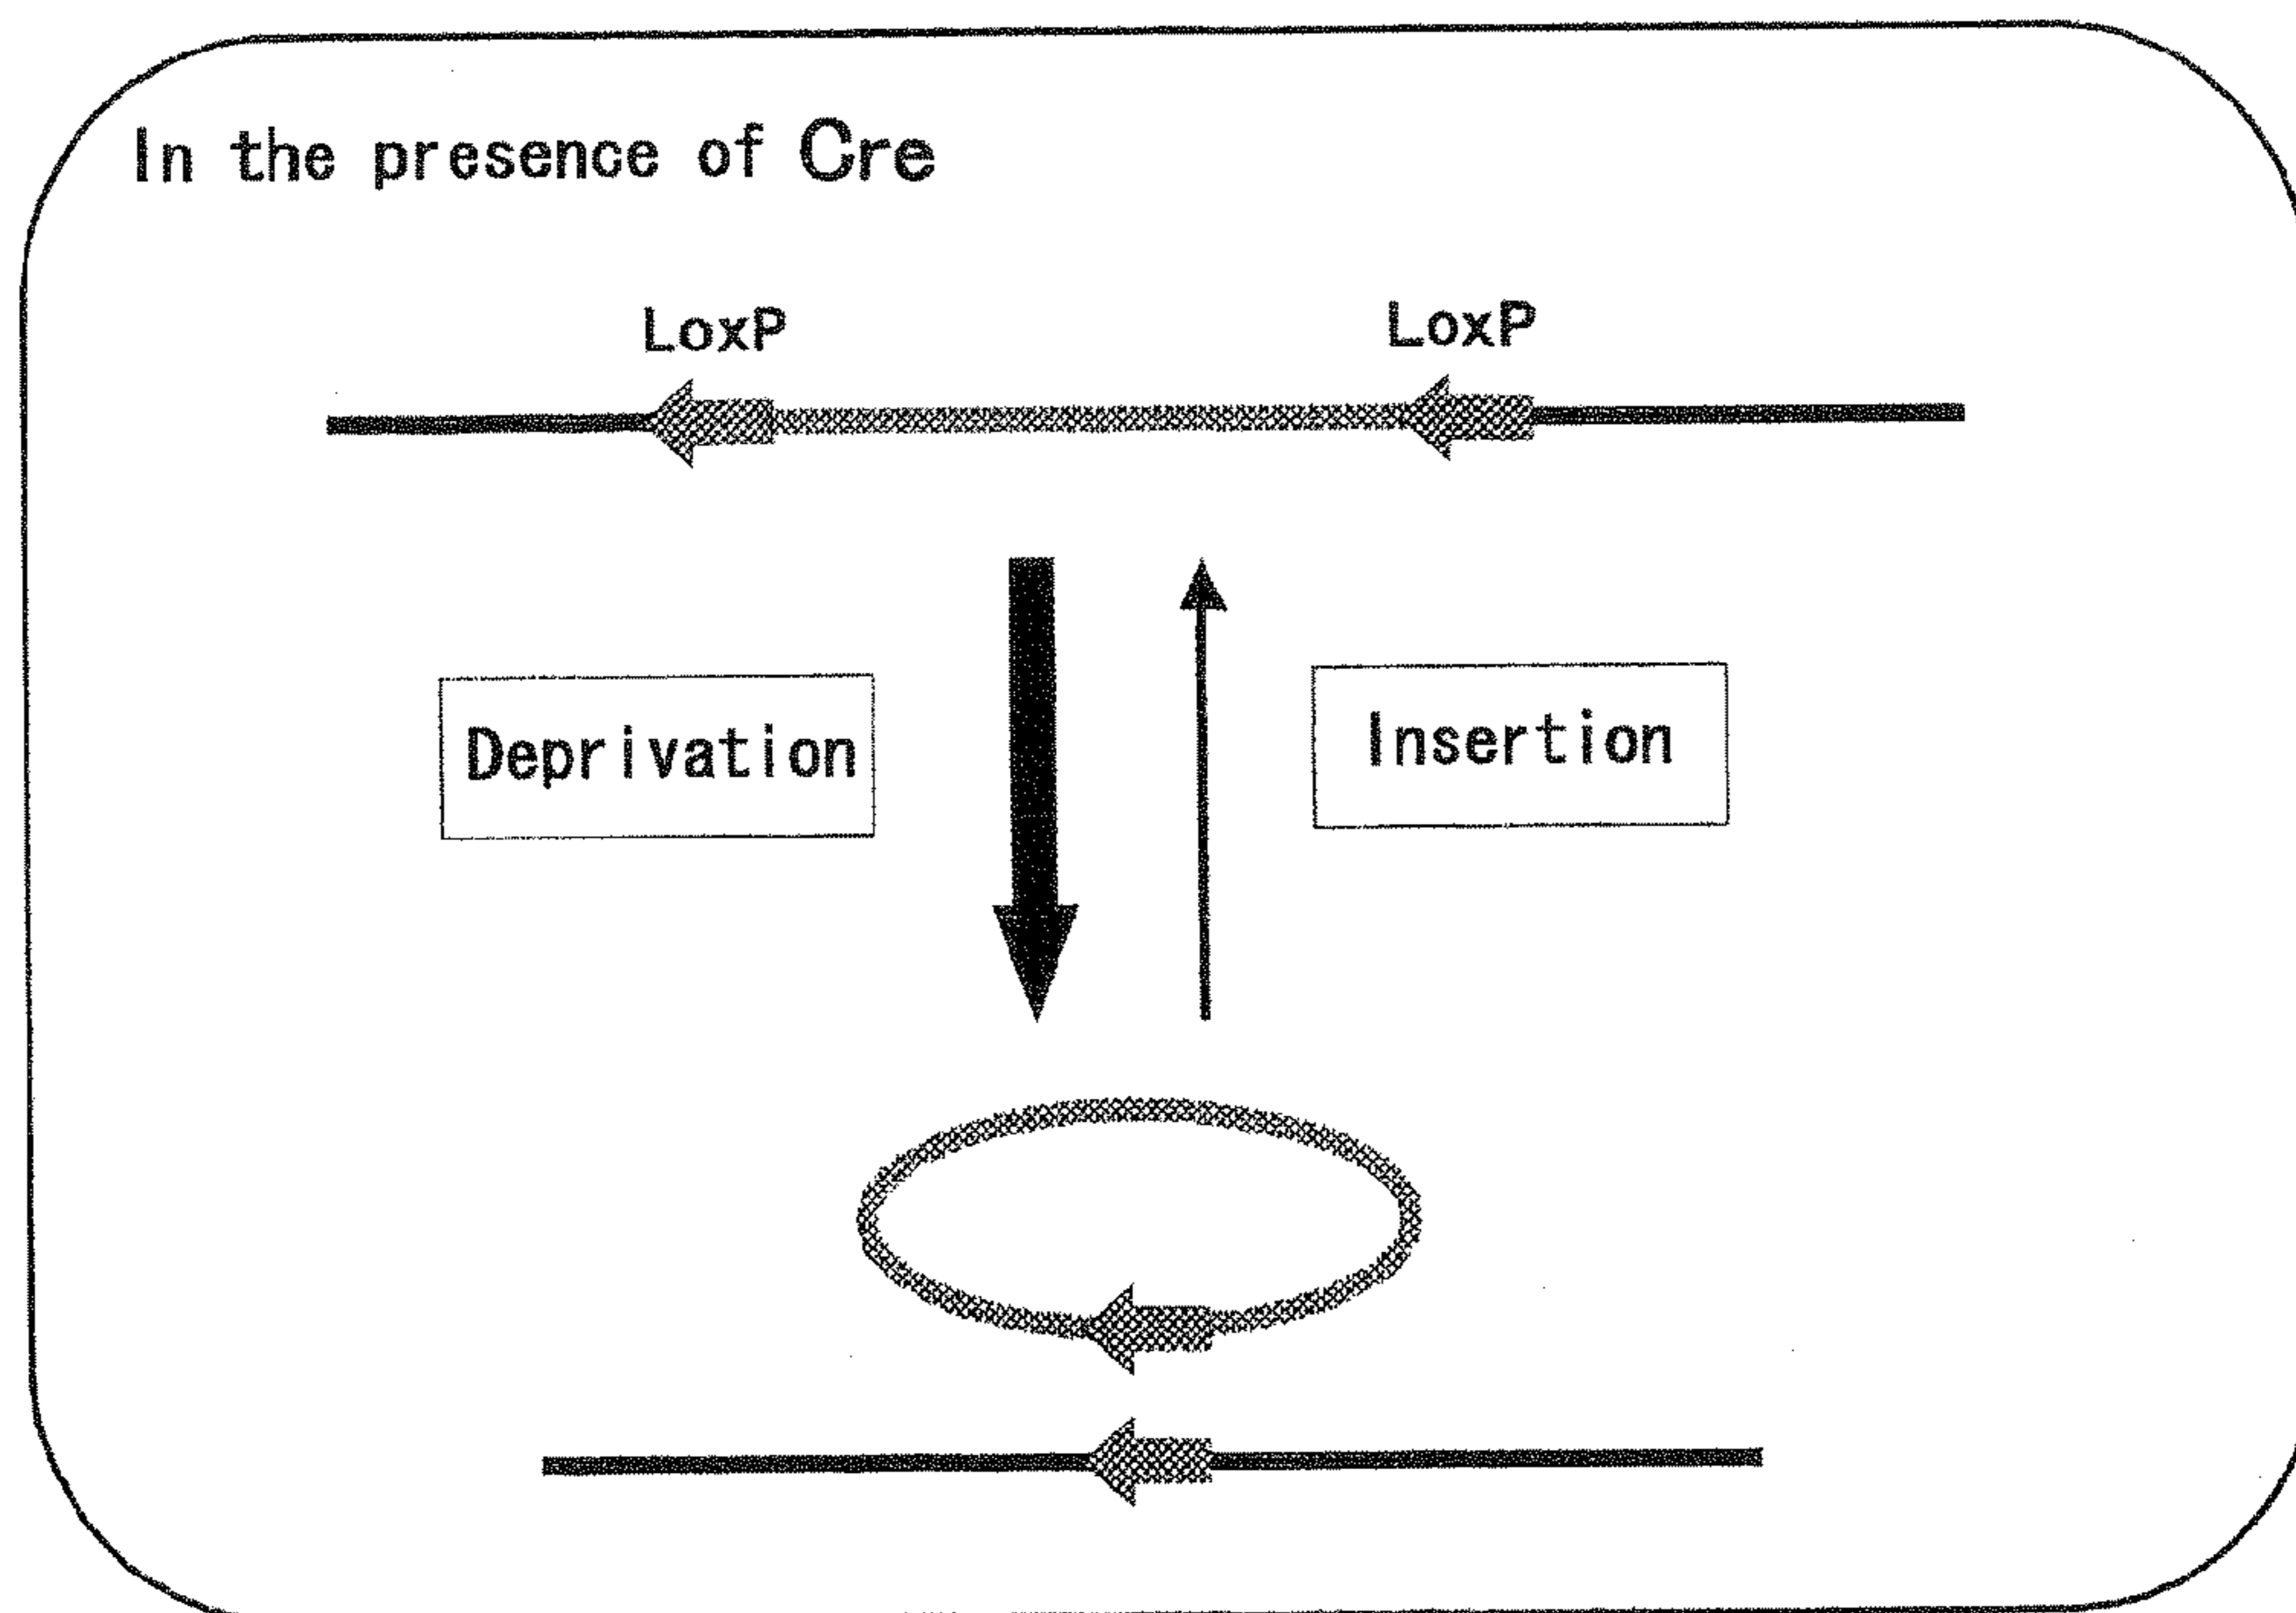 In the presence of Cre
LoxP LoxP
Deprivation Insertion